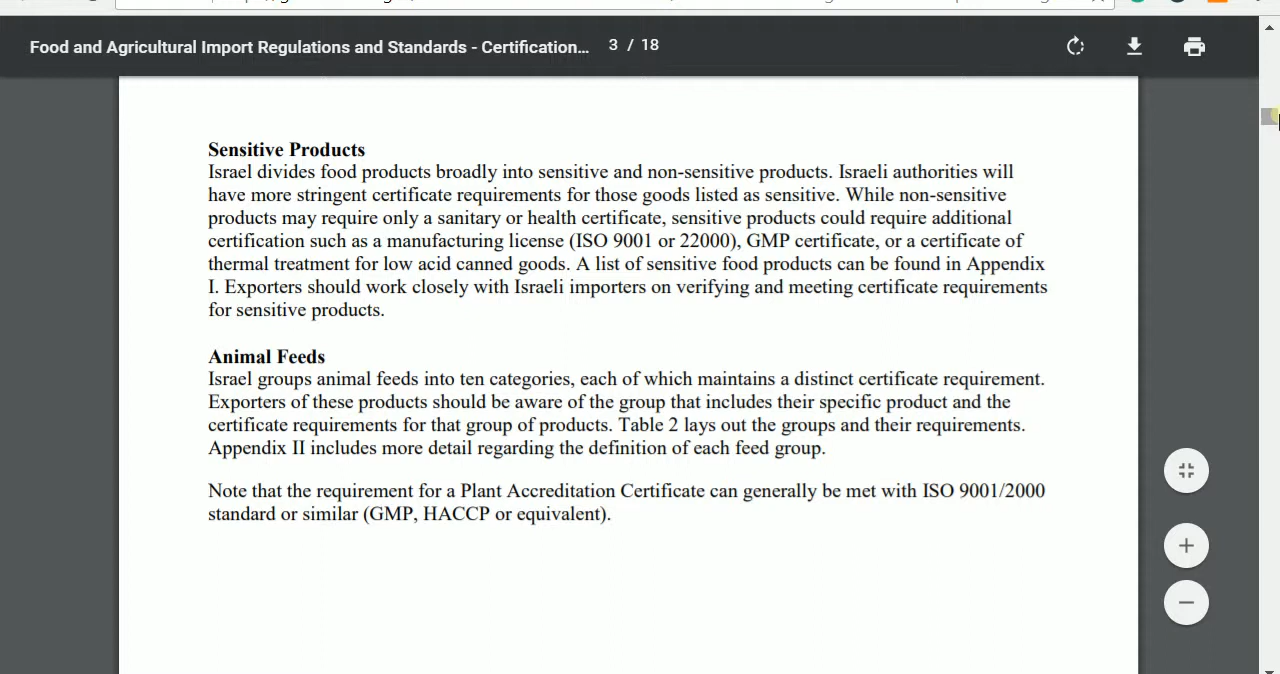 Food and Agricultural Import Regulations and Standards - Certification... 3 / 18
Sensitive Products
Israel divides food products broadly into sensitive and non-sensitive products. Israeli authorities will
have more stringent certificate requirements for those goods listed as sensitive. While non-sensitive
products may require only a sanitary or health certificate, sensitive products could require additional
certification such as a manufacturing license (ISO 9001 or 22000), GMP certificate, or a certificate of
thermal treatment for low acid canned goods. A list of sensitive food products can be found in Appendix
I. Exporters should work closely with Israeli importers on verifying and meeting certificate requirements
for sensitive products.
Animal Feeds
Israel groups animal feeds into ten categories, each of which maintains a distinct certificate requirement.
Exporters of these products should be aware of the group that includes their specific product and the
certificate requirements for that group of products. Table 2 lays out the groups and their requirements.
Appendix II includes more detail regarding the definition of each feed group.
Note that the requirement for a Plant Accreditation Certificate can generally be met with ISO 9001/2000
standard or similar (GMP, HACCP or equivalent).